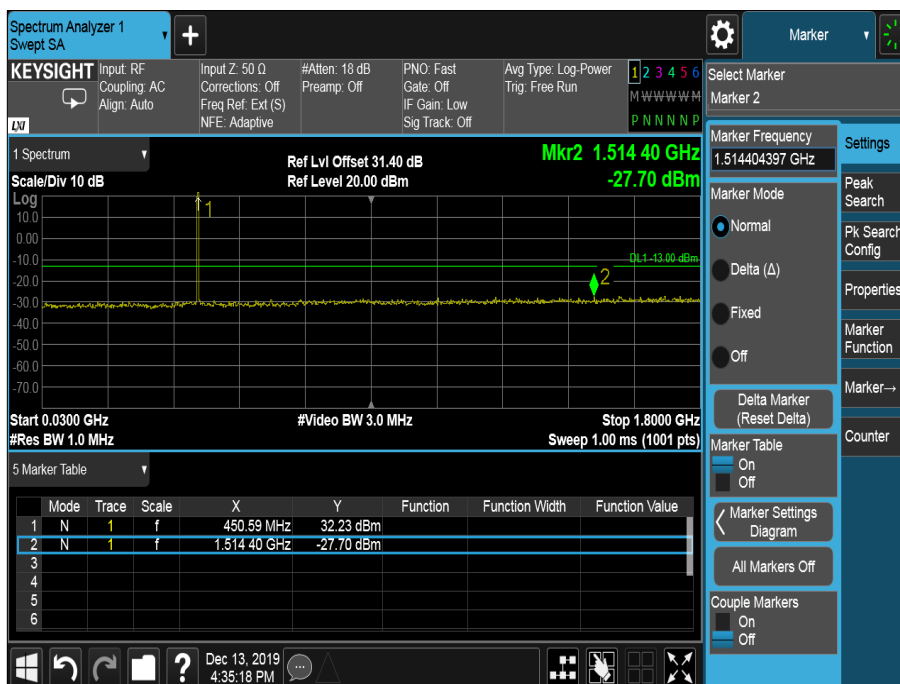 Spectrum Analyzer 1
Swept SA
+
Marker
KEYSIGHT
LXI
Input: RF
Coupling: AC
Align: Auto
Input Z: 50 Ω
Corrections: Off
Freq Ref: Ext (S)
NFE: Adaptive
#Atten: 18 dB
Preamp: Off
PNO: Fast
Gate: Off
IF Gain: Low
Sig Track: Off
Avg Type: Log-Power
Trig: Free Run
1 2 3 4 5 6
M W W W W M
P N N N N P
Select Marker
Marker 2
1 Spectrum
Scale/Div 10 dB
Ref Lvl Offset 31.40 dB
Ref Level 20.00 dBm
Mkr2 1.514 40 GHz
-27.70 dBm
Log
10.0
0.00
-10.0
-20.0
-30.0
-40.0
-50.0
-60.0
-70.0
1
DL1 -13.00 dBm
2
Start 0.0300 GHz
#Res BW 1.0 MHz
#Video BW 3.0 MHz
Stop 1.8000 GHz
Sweep 1.00 ms (1001 pts)
5 Marker Table
Mode Trace Scale X Y Function Function Width Function Value
1 N 1 f 450.59 MHz 32.23 dBm
2 N 1 f 1.514 40 GHz -27.70 dBm
3
4
5
6
Marker Frequency
1.514404397 GHz
Marker Mode
Normal
Delta (Δ)
Fixed
Off
Delta Marker
(Reset Delta)
Marker Table
On
Off
Marker Settings
Diagram
All Markers Off
Couple Markers
On
Off
Settings
Peak
Search
Pk Search
Config
Properties
Marker
Function
Marker→
Counter
?
Dec 13, 2019
4:35:18 PM